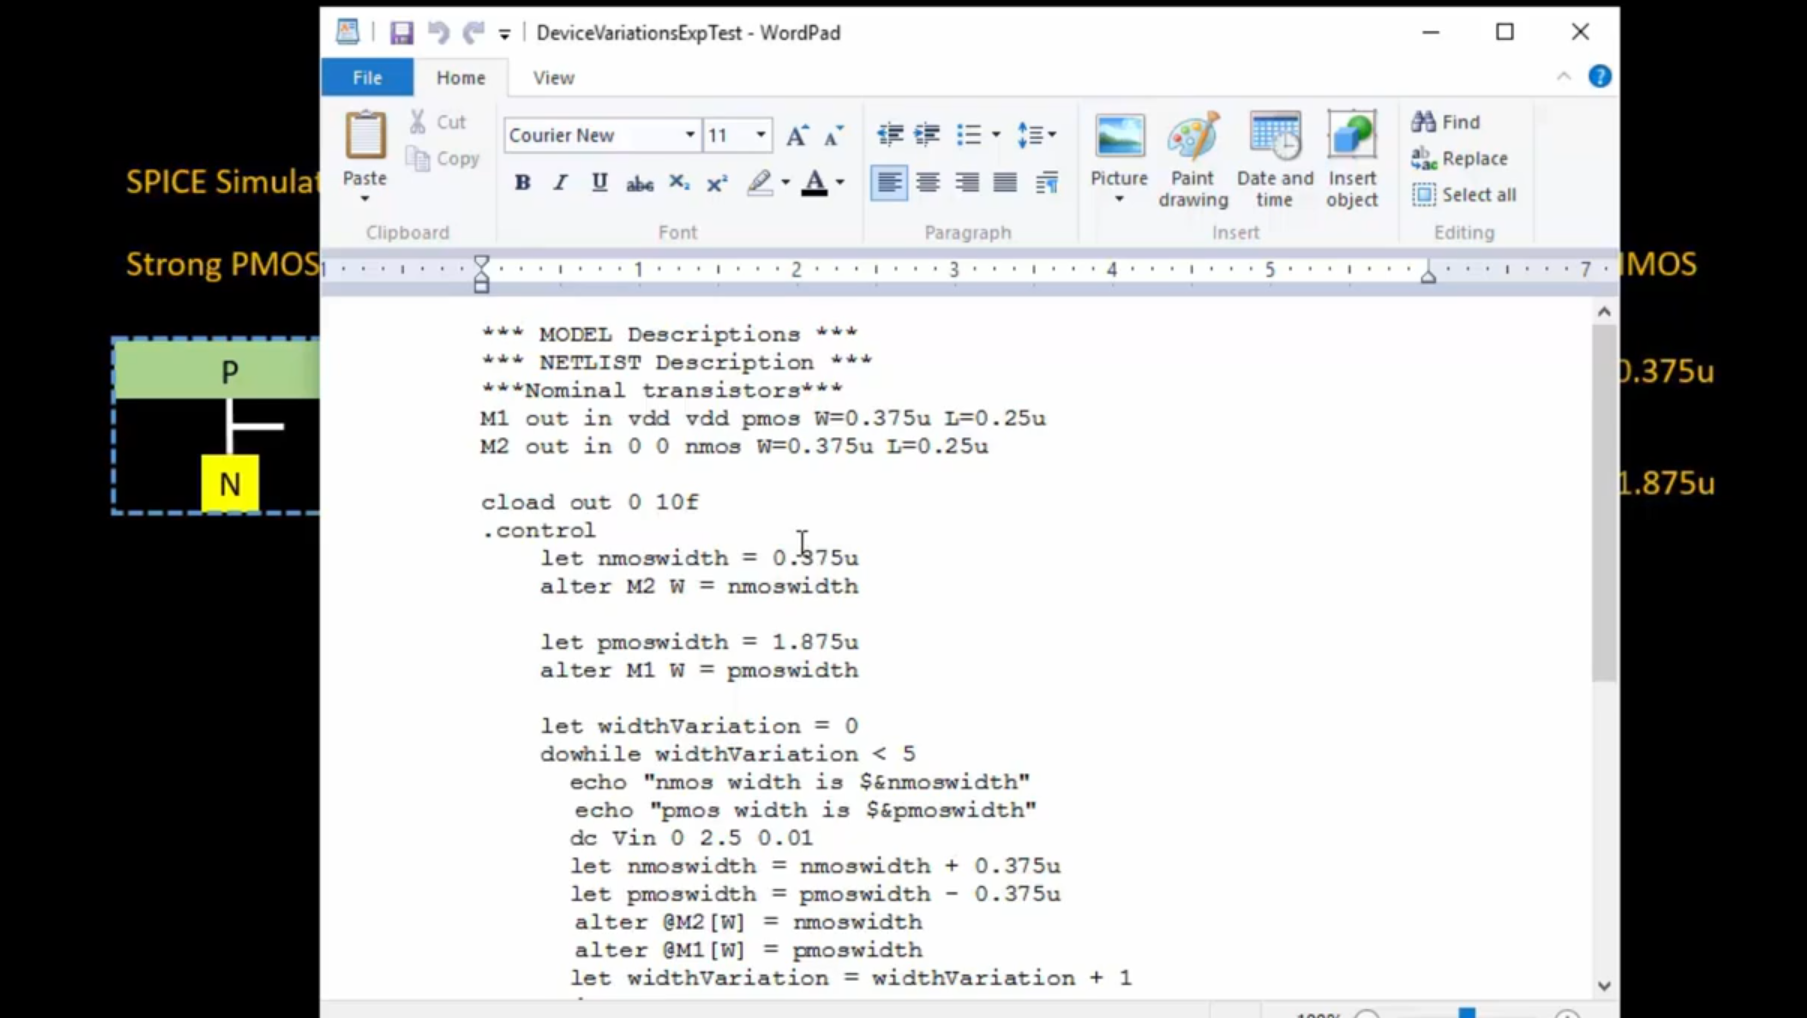 DeviceVariationsExpTest - WordPad
File Home View
Paste
Cut
Copy
Clipboard
Courier New 11
Font
Paragraph
Picture
Paint drawing
Date and time
Insert object
Insert
Find
Replace
Select all
Editing
1 1 2 3 4 5 7
SPICE Simulat
Strong PMOS
MOS
P
0.375u
N
1.875u
*** MODEL Descriptions ***
*** NETLIST Description ***
***Nominal transistors***
M1 out in vdd vdd pmos W=0.375u L=0.25u
M2 out in 0 0 nmos W=0.375u L=0.25u
cload out 0 10f
.control
let nmoswidth = 0.375u
alter M2 W = nmoswidth
let pmoswidth = 1.875u
alter M1 W = pmoswidth
let widthVariation = 0
dowhile widthVariation < 5
echo "nmos width is $&nmoswidth"
echo "pmos width is $&pmoswidth"
dc Vin 0 2.5 0.01
let nmoswidth = nmoswidth + 0.375u
let pmoswidth = pmoswidth - 0.375u
alter @M2[W] = nmoswidth
alter @M1[W] = pmoswidth
let widthVariation = widthVariation + 1